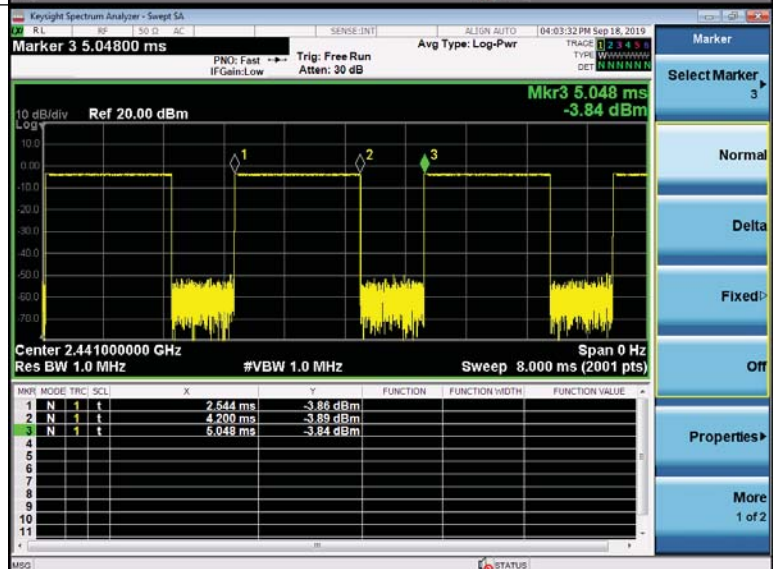 Keysight Spectrum Analyzer - Swept SA
RL RF 50 Ω AC SENSE:INT ALIGN AUTO 04:03:32 PM Sep 18, 2019
Marker 3 5.04800 ms
PNO: Fast
IFGain:Low
Trig: Free Run
Atten: 30 dB
Avg Type: Log-Pwr
TRACE 1 2 3 4 5 6
TYPE W
DET N N N N N N
Mkr3 5.048 ms
-3.84 dBm
10 dB/div Ref 20.00 dBm
Log
10.0
0.00
-10.0
-20.0
-30.0
-40.0
-50.0
-60.0
-70.0
1
2
3
Center 2.441000000 GHz Span 0 Hz
Res BW 1.0 MHz #VBW 1.0 MHz Sweep 8.000 ms (2001 pts)
MKR MODE TRC SCL X Y FUNCTION FUNCTION WIDTH FUNCTION VALUE
1 N 1 t 2.544 ms -3.86 dBm
2 N 1 t 4.200 ms -3.89 dBm
3 N 1 t 5.048 ms -3.84 dBm
4
5
6
7
8
9
10
11
MSG STATUS
Marker
Select Marker
3
Normal
Delta
Fixed
Off
Properties
More
1 of 2